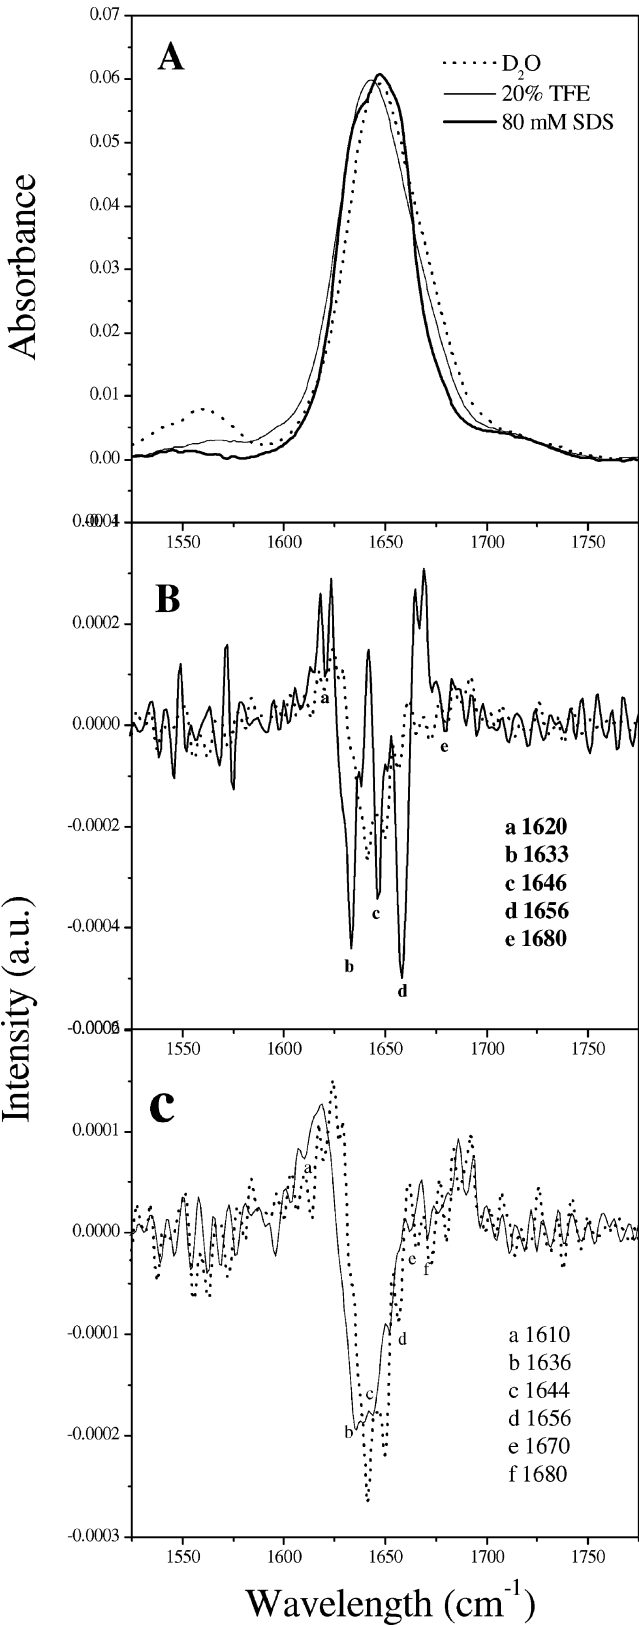 A
D2O
20% TFE
80 mM SDS
0.07
0.06
0.05
0.04
0.03
0.02
0.01
0.00
Absorbance
1550 1600 1650 1700 1750
B
0.0002
0.0000
-0.0002
-0.0004
a
b
c
d
e
a 1620
b 1633
c 1646
d 1656
e 1680
Intensity (a.u.)
1550 1600 1650 1700 1750
C
0.0001
0.0000
-0.0001
-0.0002
-0.0003
a
b
c
d
e
f
a 1610
b 1636
c 1644
d 1656
e 1670
f 1680
1550 1600 1650 1700 1750
Wavelength (cm-1)